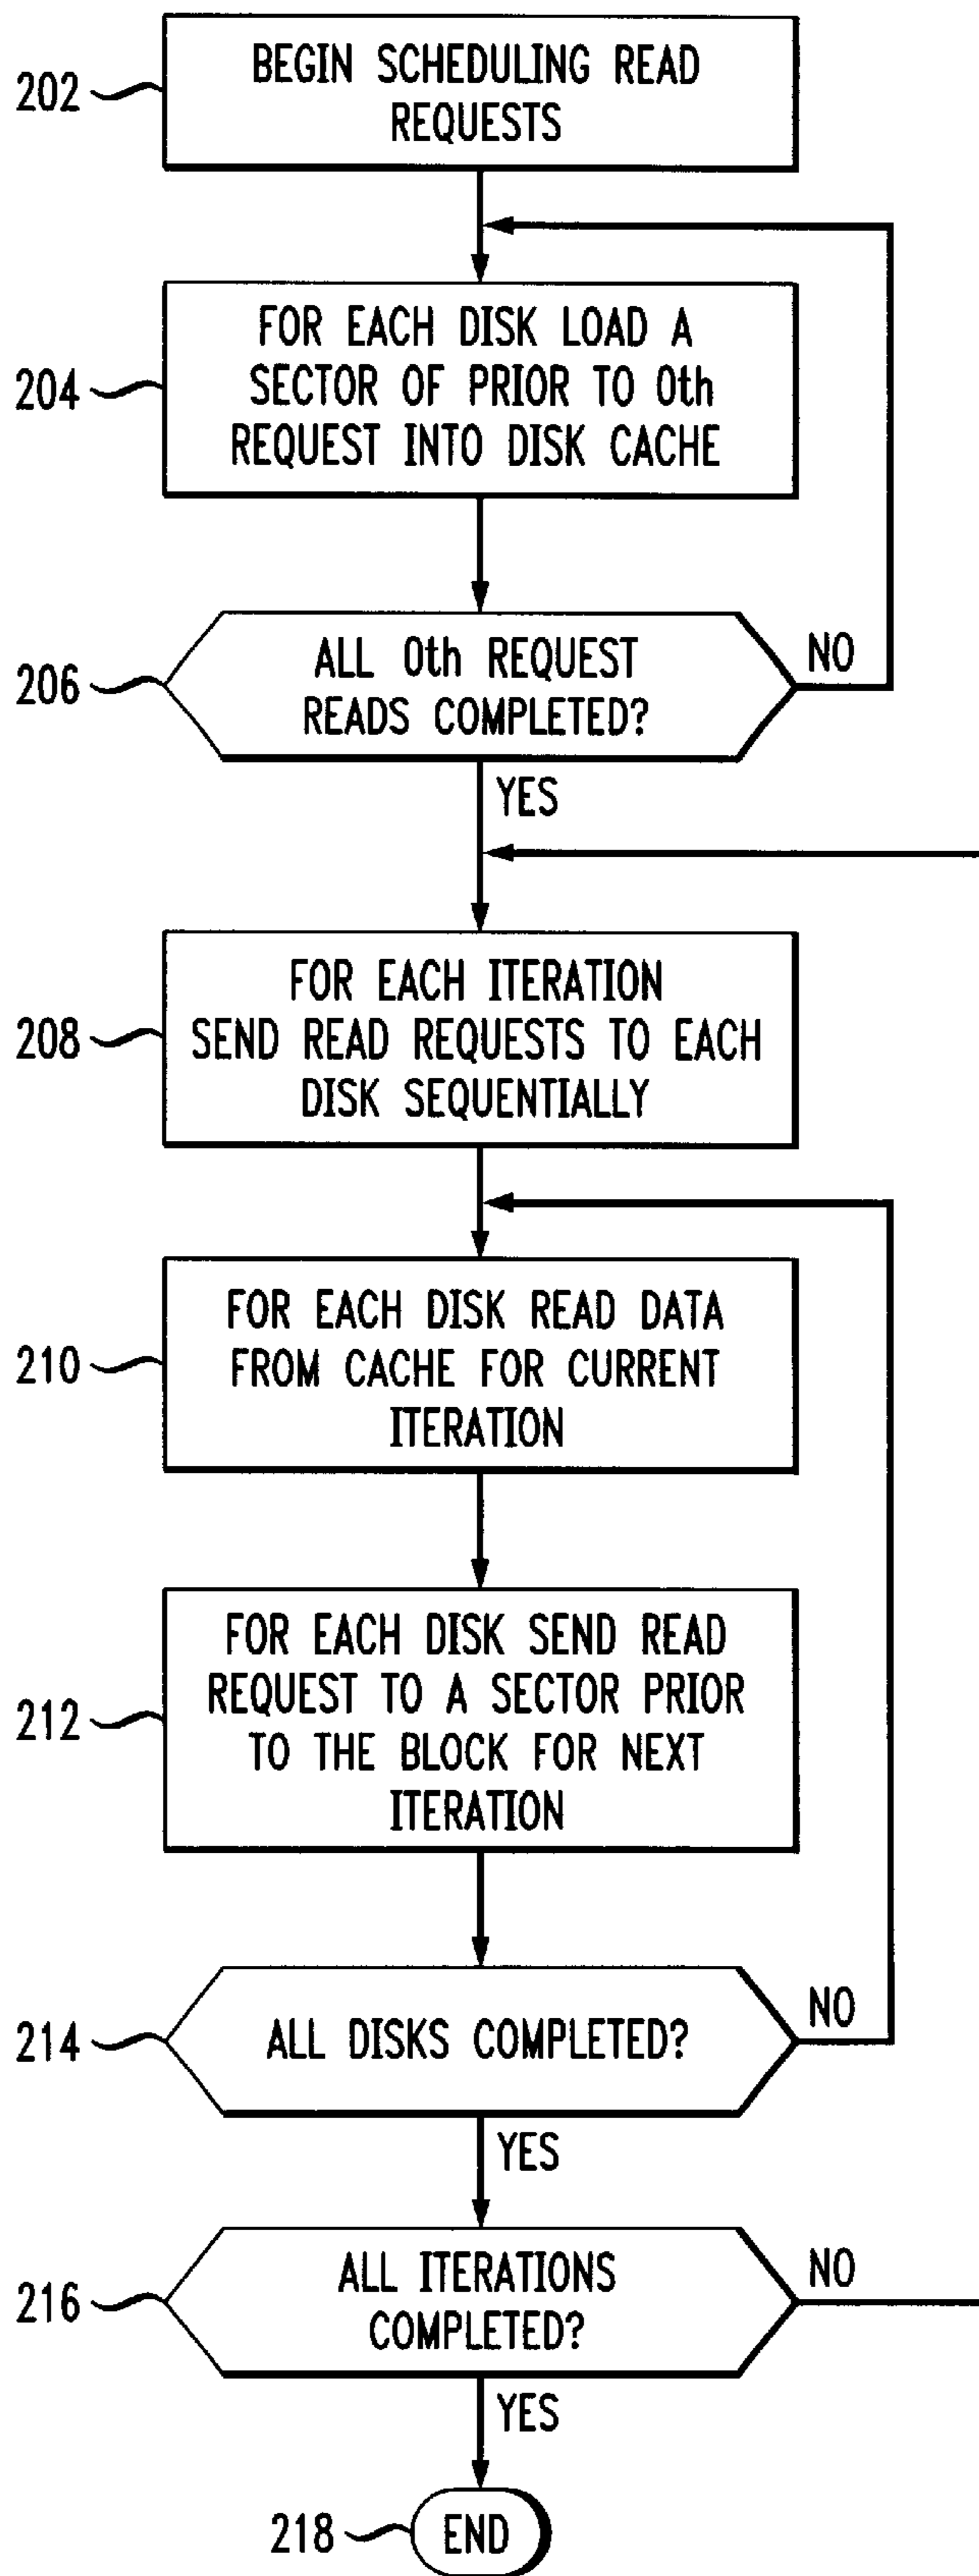 202
BEGIN SCHEDULING READ
REQUESTS
204
FOR EACH DISK LOAD A
SECTOR OF PRIOR TO 0th
REQUEST INTO DISK CACHE
206
ALL 0th REQUEST
READS COMPLETED?
NO
YES
208
FOR EACH ITERATION
SEND READ REQUESTS TO EACH
DISK SEQUENTIALLY
210
FOR EACH DISK READ DATA
FROM CACHE FOR CURRENT
ITERATION
212
FOR EACH DISK SEND READ
REQUEST TO A SECTOR PRIOR
TO THE BLOCK FOR NEXT
ITERATION
214
ALL DISKS COMPLETED?
NO
YES
216
ALL ITERATIONS
COMPLETED?
NO
YES
218
END